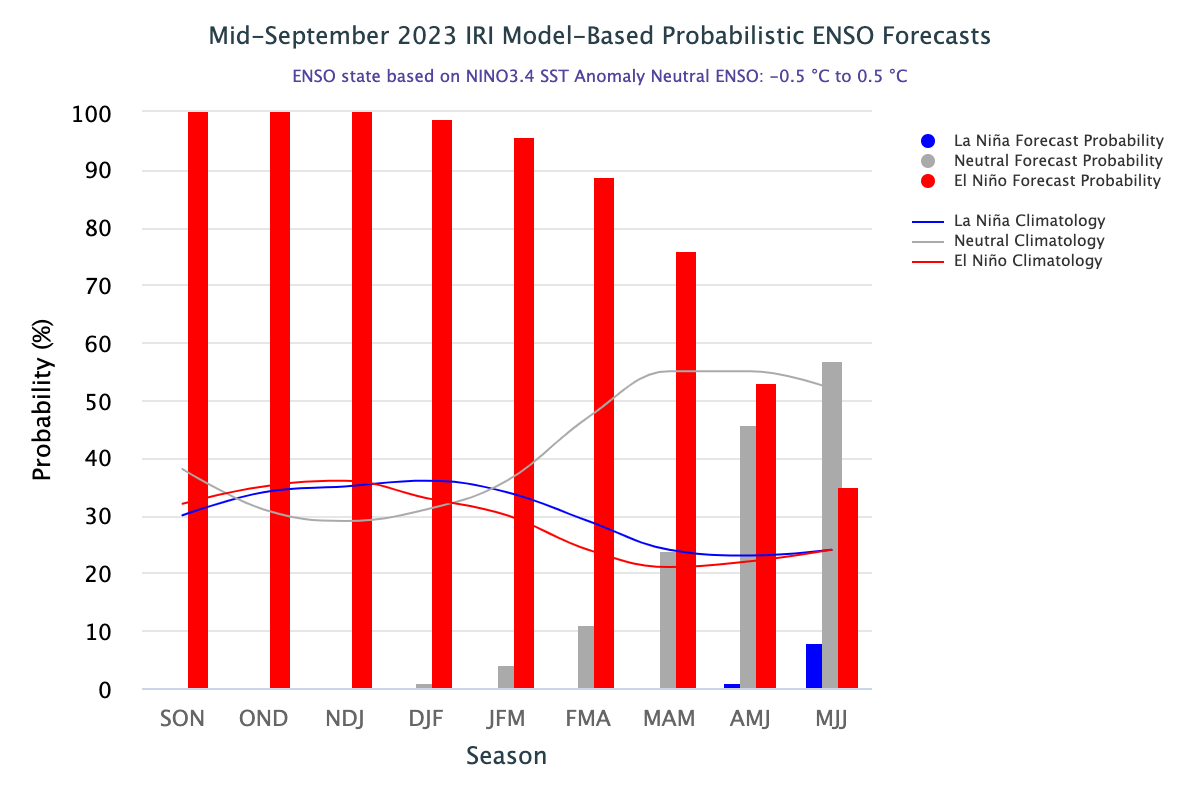 Mid-September 2023 IRI Model-Based Probabilistic ENSO Forecasts
ENSO state based on NINO3.4 SST Anomaly Neutral ENSO: -0.5 °C to 0.5 °C
Probability (%)
100
90
80
70
60
50
40
30
20
10
0
SON OND NDJ DJF JFM FMA MAM AMJ MJJ
Season
La Niña Forecast Probability
Neutral Forecast Probability
El Niño Forecast Probability
La Niña Climatology
Neutral Climatology
El Niño Climatology